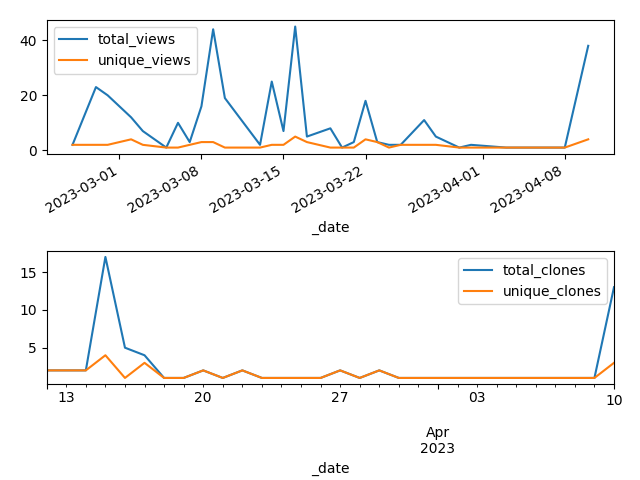 40
20
0
total_views
unique_views
2023-03-01
2023-03-08
2023-03-15
2023-03-22
2023-04-01
2023-04-08
_date
15
10
5
total_clones
unique_clones
13
20
27
03
10
Apr
2023
_date